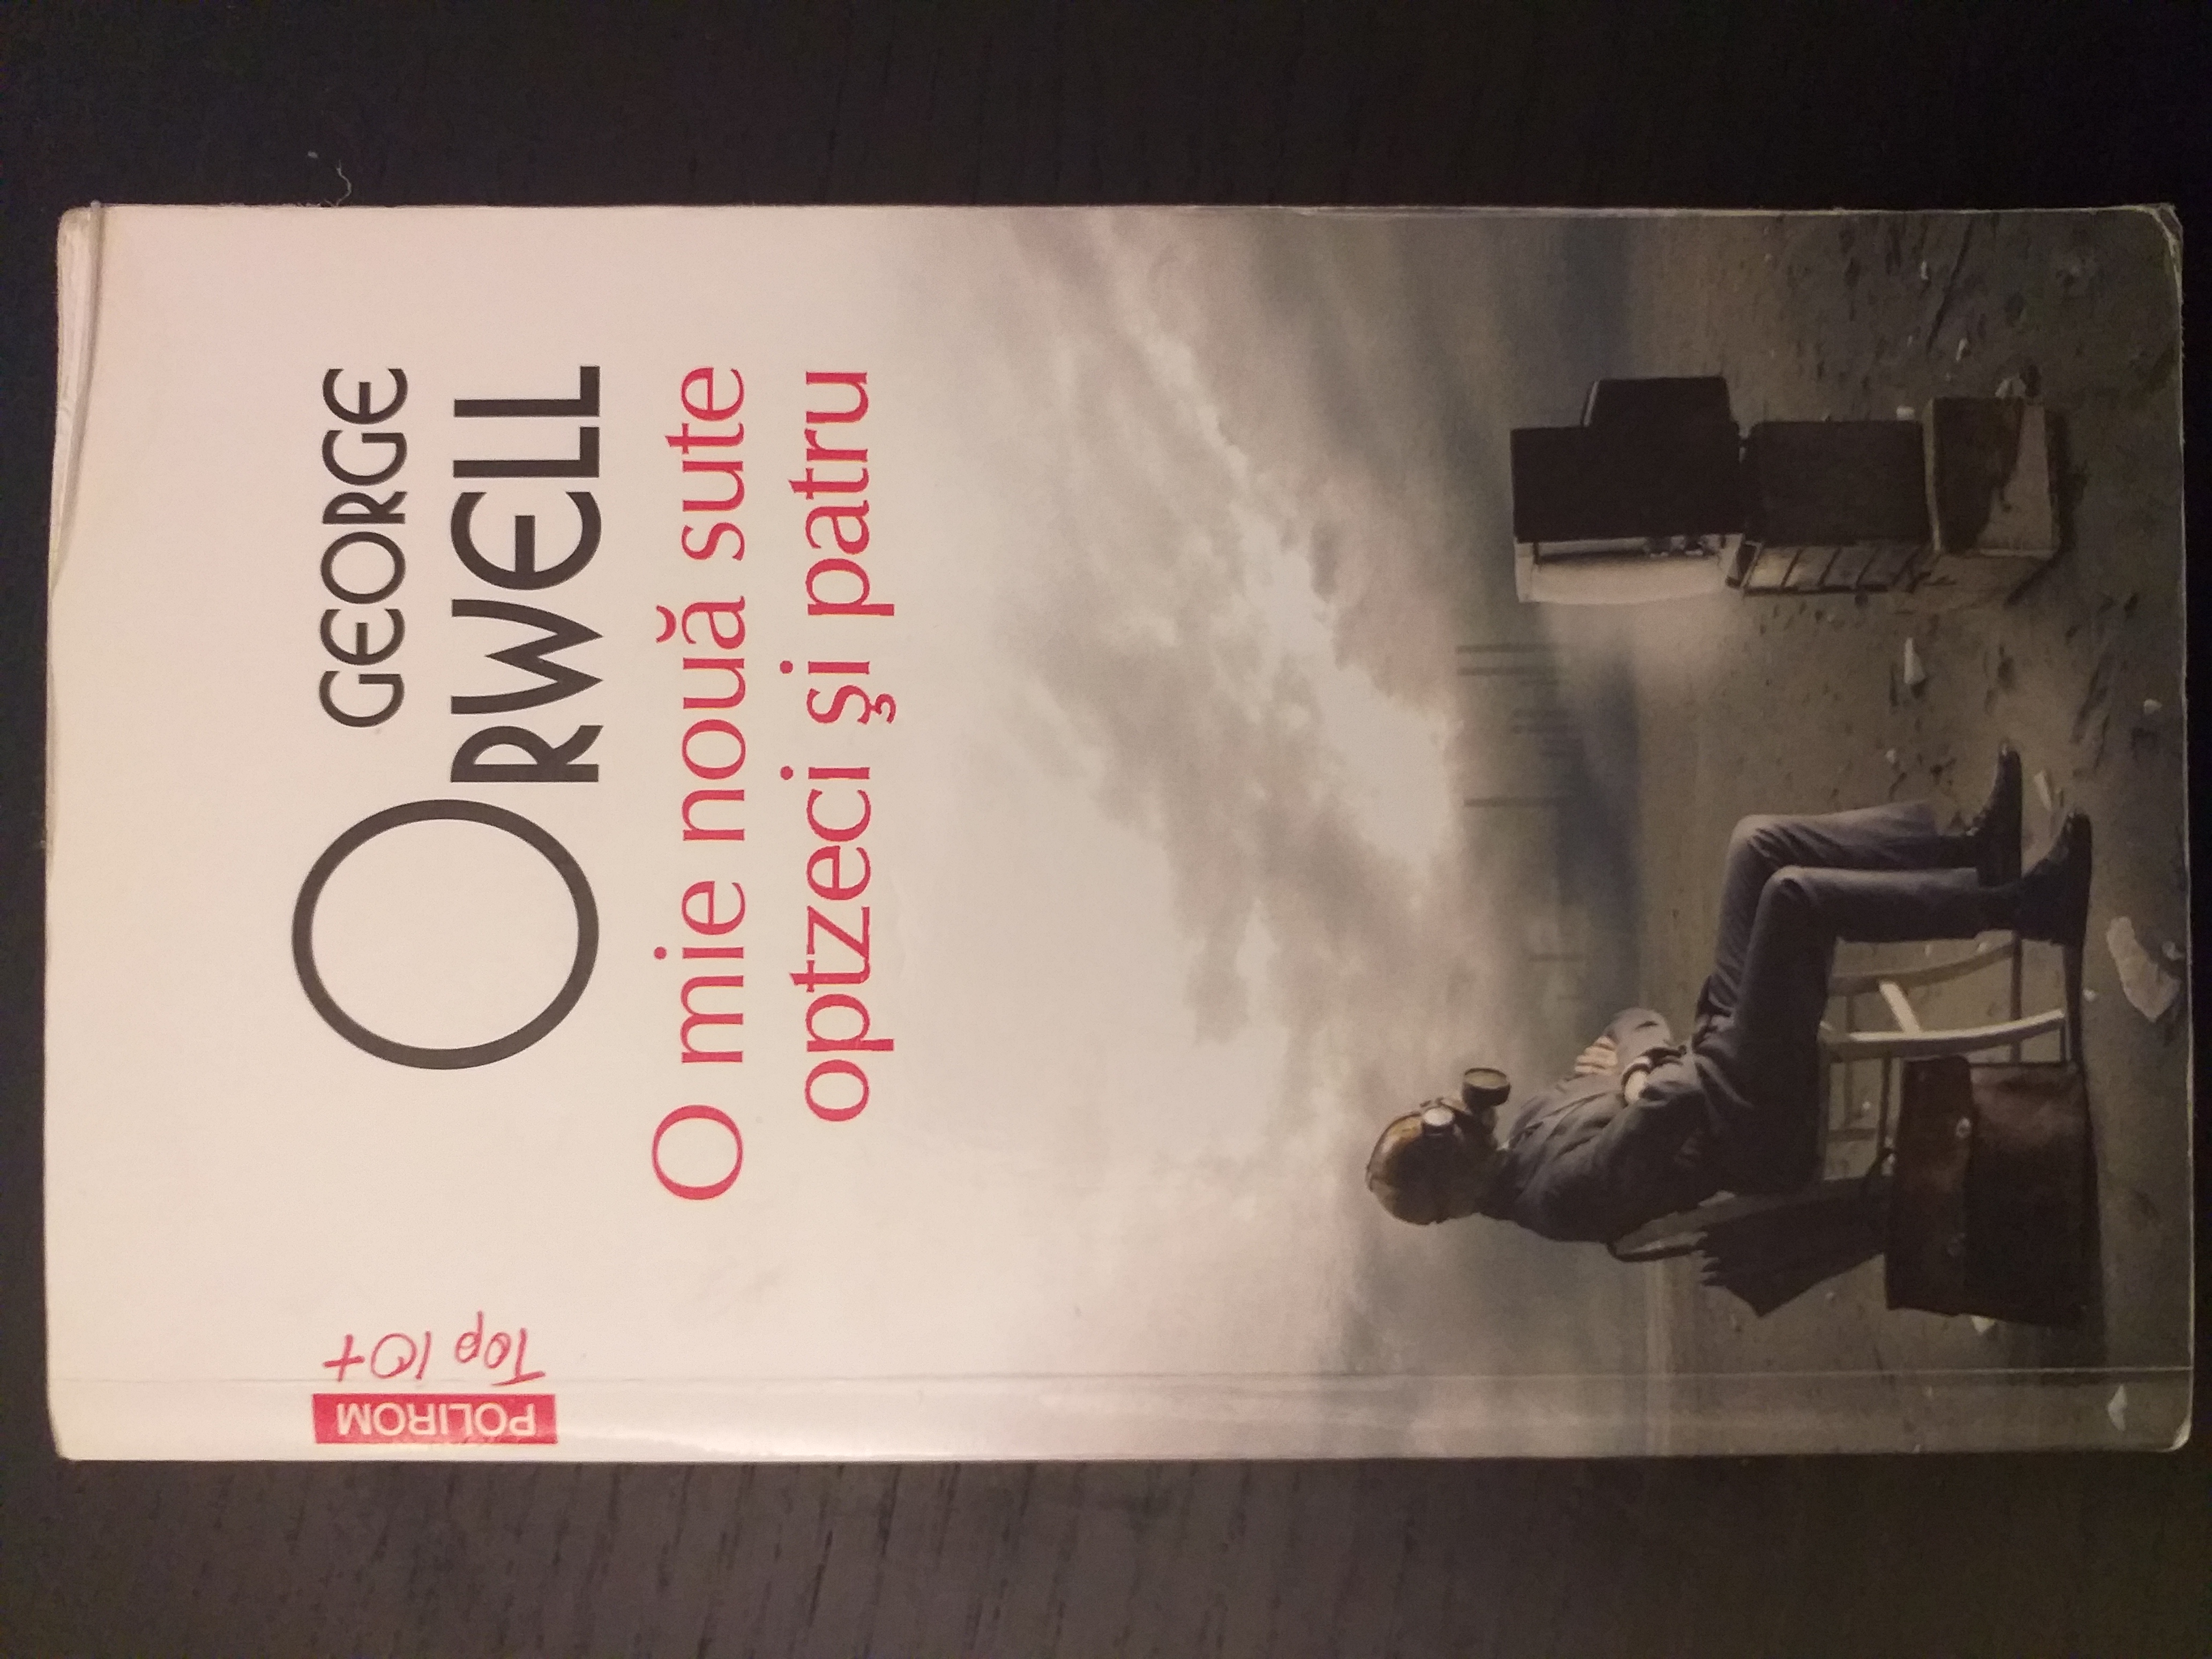 POLIROM
Top 10+
GEORGE
ORWELL
O mie nouă sute
optzeci şi patru